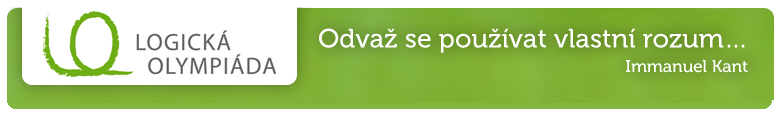 LOGICKÁ
OLYMPIÁDA
Odvaž se používat vlastní rozum...
Immanuel Kant